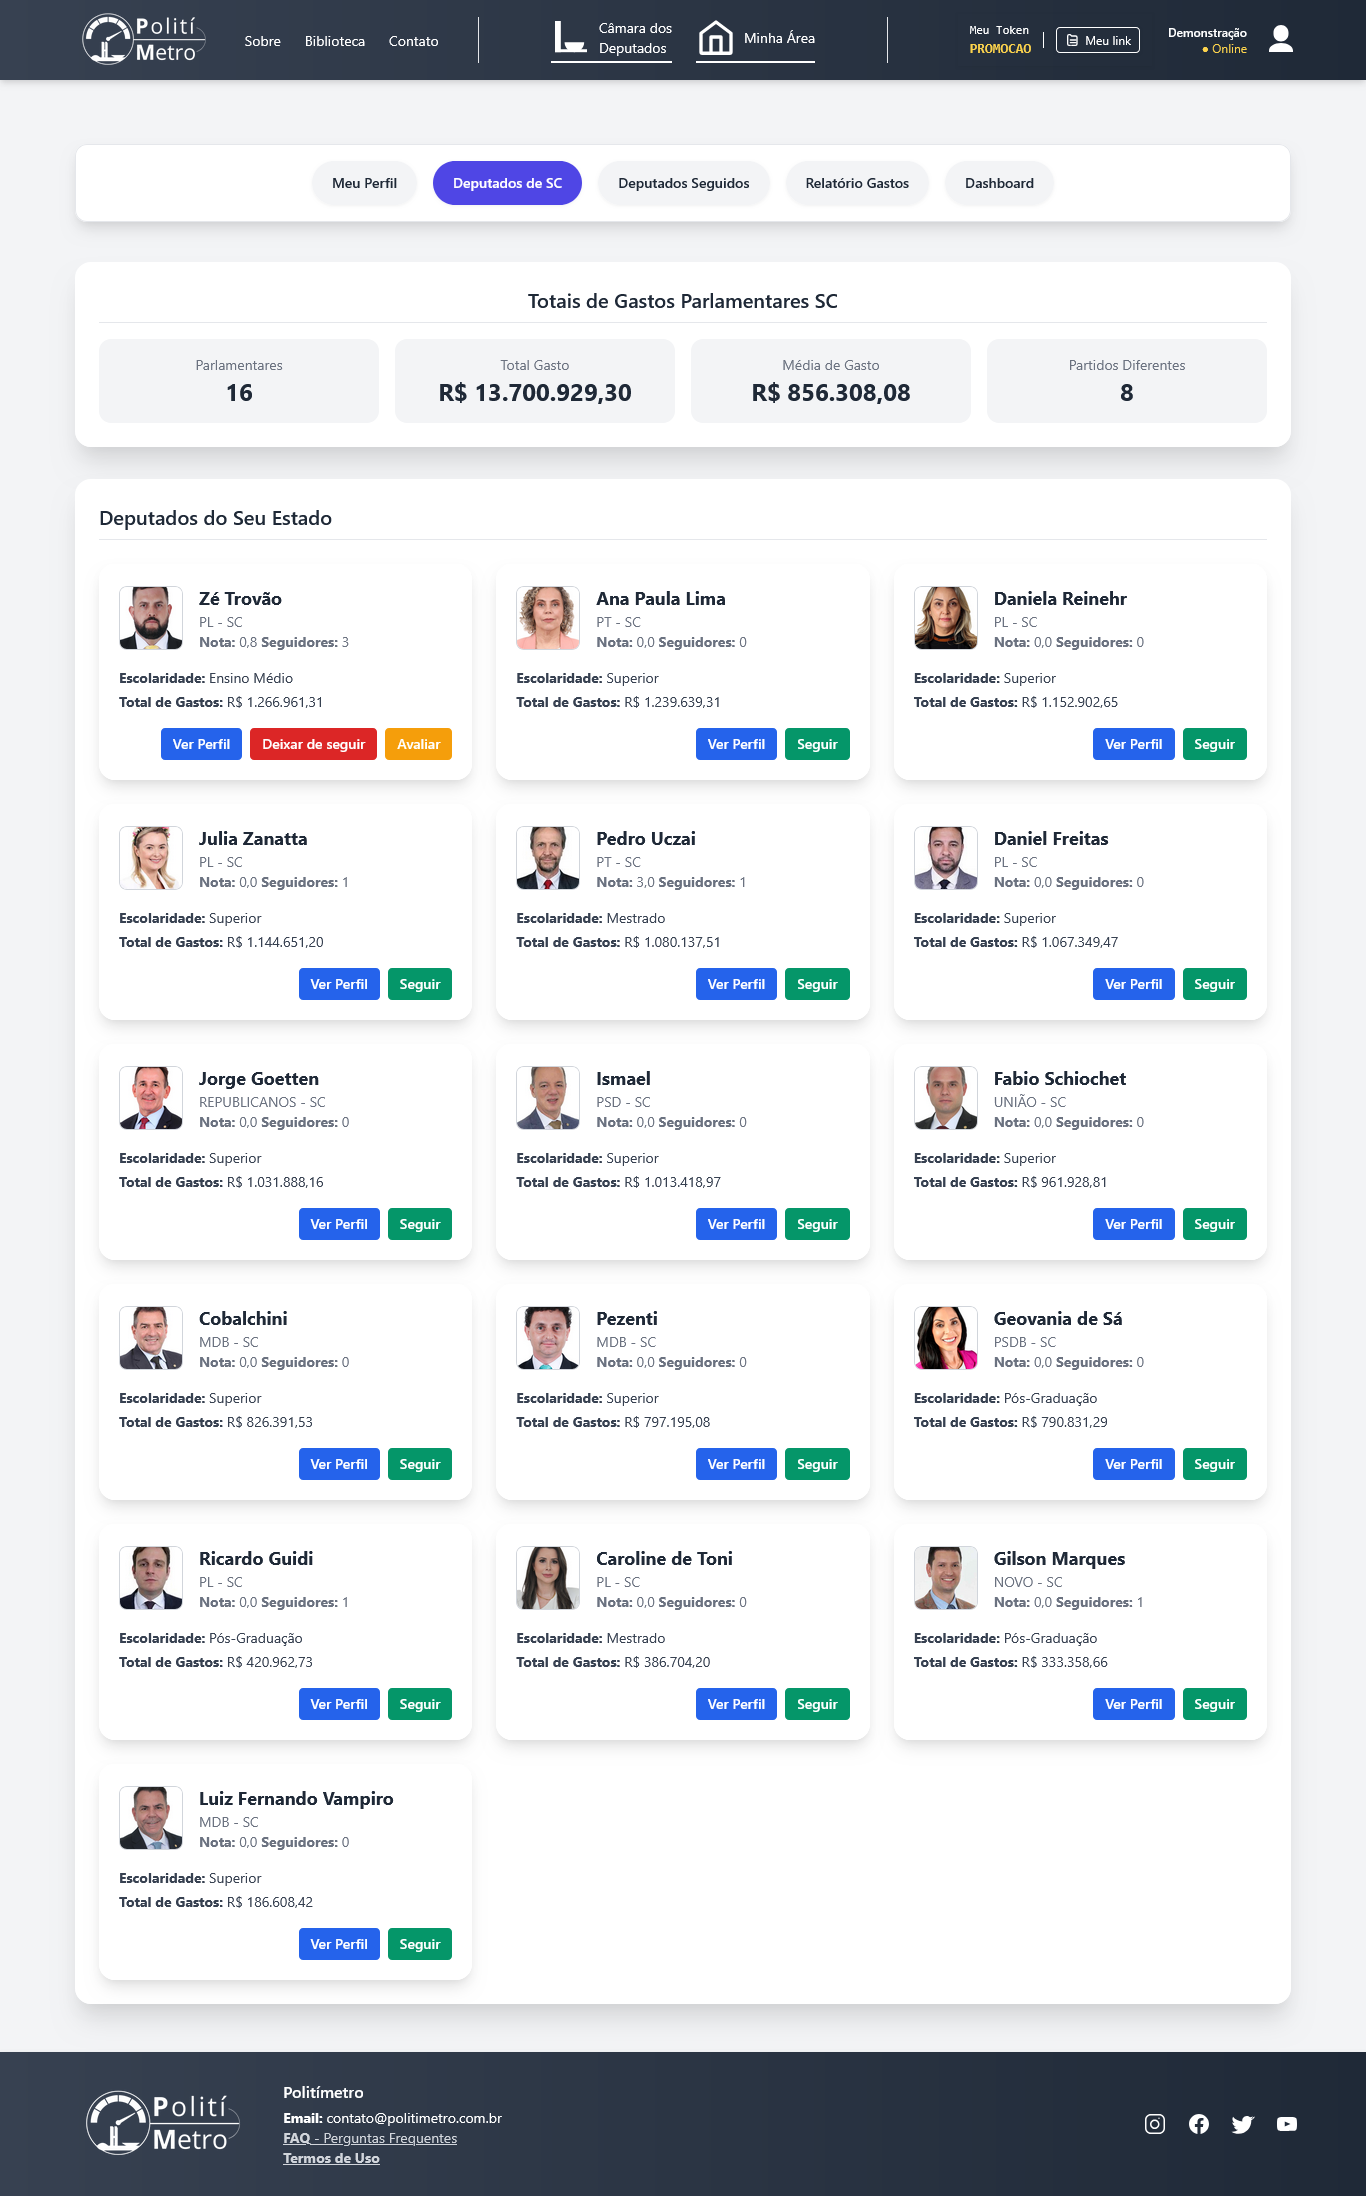 Polití
Metro
Sobre
Biblioteca
Contato
Câmara dos
Deputados
Minha Área
Meu Token
PROMOCAO
Meu link
Demonstração
● Online
Meu Perfil
Deputados de SC
Deputados Seguidos
Relatório Gastos
Dashboard
Totais de Gastos Parlamentares SC
Parlamentares
16
Total Gasto
R$ 13.700.929,30
Média de Gasto
R$ 856.308,08
Partidos Diferentes
8
Deputados do Seu Estado
Zé Trovão
PL - SC
Nota: 0,8 Seguidores: 3
Escolaridade: Ensino Médio
Total de Gastos: R$ 1.266.961,31
Ver Perfil
Deixar de seguir
Avaliar
Ana Paula Lima
PT - SC
Nota: 0,0 Seguidores: 0
Escolaridade: Superior
Total de Gastos: R$ 1.239.639,31
Ver Perfil
Seguir
Daniela Reinehr
PL - SC
Nota: 0,0 Seguidores: 0
Escolaridade: Superior
Total de Gastos: R$ 1.152.902,65
Ver Perfil
Seguir
Julia Zanatta
PL - SC
Nota: 0,0 Seguidores: 1
Escolaridade: Superior
Total de Gastos: R$ 1.144.651,20
Ver Perfil
Seguir
Pedro Uczai
PT - SC
Nota: 3,0 Seguidores: 1
Escolaridade: Mestrado
Total de Gastos: R$ 1.080.137,51
Ver Perfil
Seguir
Daniel Freitas
PL - SC
Nota: 0,0 Seguidores: 0
Escolaridade: Superior
Total de Gastos: R$ 1.067.349,47
Ver Perfil
Seguir
Jorge Goetten
REPUBLICANOS - SC
Nota: 0,0 Seguidores: 0
Escolaridade: Superior
Total de Gastos: R$ 1.031.888,16
Ver Perfil
Seguir
Ismael
PSD - SC
Nota: 0,0 Seguidores: 0
Escolaridade: Superior
Total de Gastos: R$ 1.013.418,97
Ver Perfil
Seguir
Fabio Schiochet
UNIÃO - SC
Nota: 0,0 Seguidores: 0
Escolaridade: Superior
Total de Gastos: R$ 961.928,81
Ver Perfil
Seguir
Cobalchini
MDB - SC
Nota: 0,0 Seguidores: 0
Escolaridade: Superior
Total de Gastos: R$ 826.391,53
Ver Perfil
Seguir
Pezenti
MDB - SC
Nota: 0,0 Seguidores: 0
Escolaridade: Superior
Total de Gastos: R$ 797.195,08
Ver Perfil
Seguir
Geovania de Sá
PSDB - SC
Nota: 0,0 Seguidores: 0
Escolaridade: Pós-Graduação
Total de Gastos: R$ 790.831,29
Ver Perfil
Seguir
Ricardo Guidi
PL - SC
Nota: 0,0 Seguidores: 1
Escolaridade: Pós-Graduação
Total de Gastos: R$ 420.962,73
Ver Perfil
Seguir
Caroline de Toni
PL - SC
Nota: 0,0 Seguidores: 0
Escolaridade: Mestrado
Total de Gastos: R$ 386.704,20
Ver Perfil
Seguir
Gilson Marques
NOVO - SC
Nota: 0,0 Seguidores: 1
Escolaridade: Pós-Graduação
Total de Gastos: R$ 333.358,66
Ver Perfil
Seguir
Luiz Fernando Vampiro
MDB - SC
Nota: 0,0 Seguidores: 0
Escolaridade: Superior
Total de Gastos: R$ 186.608,42
Ver Perfil
Seguir
Polití
Metro
Politímetro
Email: contato@politimetro.com.br
FAQ - Perguntas Frequentes
Termos de Uso